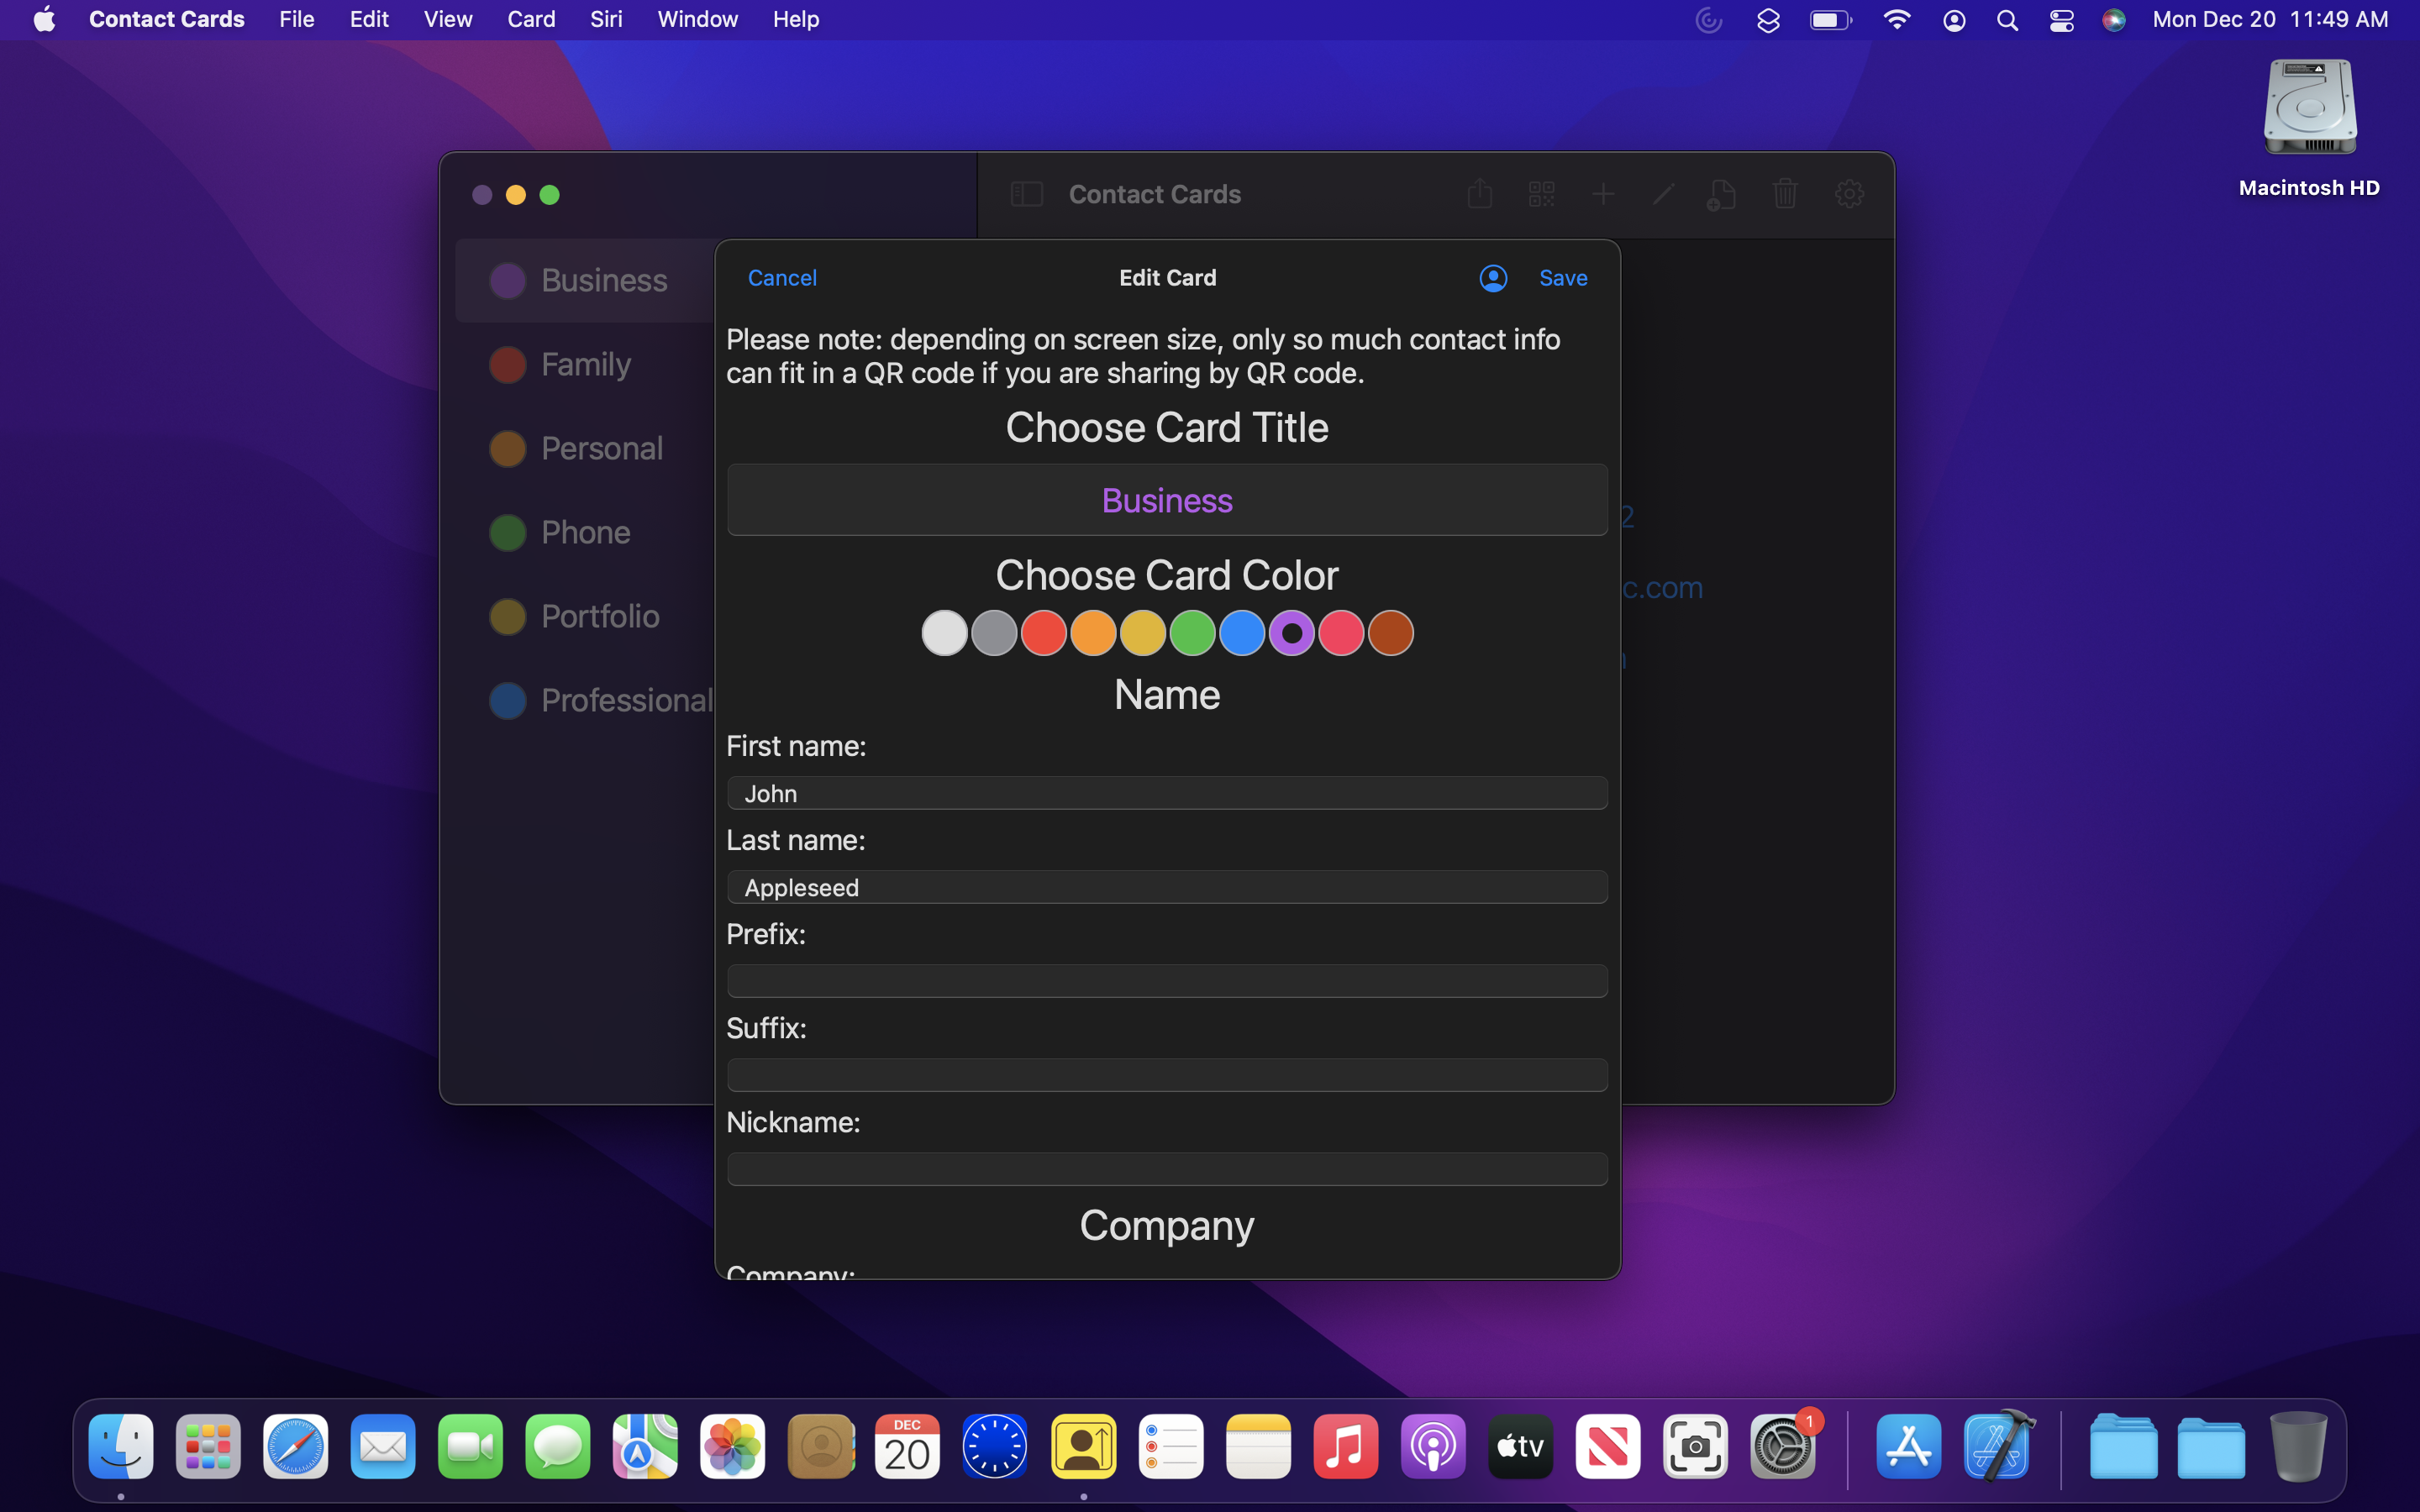 Contact Cards File Edit View Card Siri Window Help Mon Dec 20 11:49 AM
Macintosh HD
Contact Cards
Business
Family
Personal
Phone
Portfolio
Professional
2
c.com
Cancel Edit Card Save
Please note: depending on screen size, only so much contact info
can fit in a QR code if you are sharing by QR code.
Choose Card Title
Business
Choose Card Color
Name
First name:
John
Last name:
Appleseed
Prefix:
Suffix:
Nickname:
Company
Company:
DEC
20
tv
1